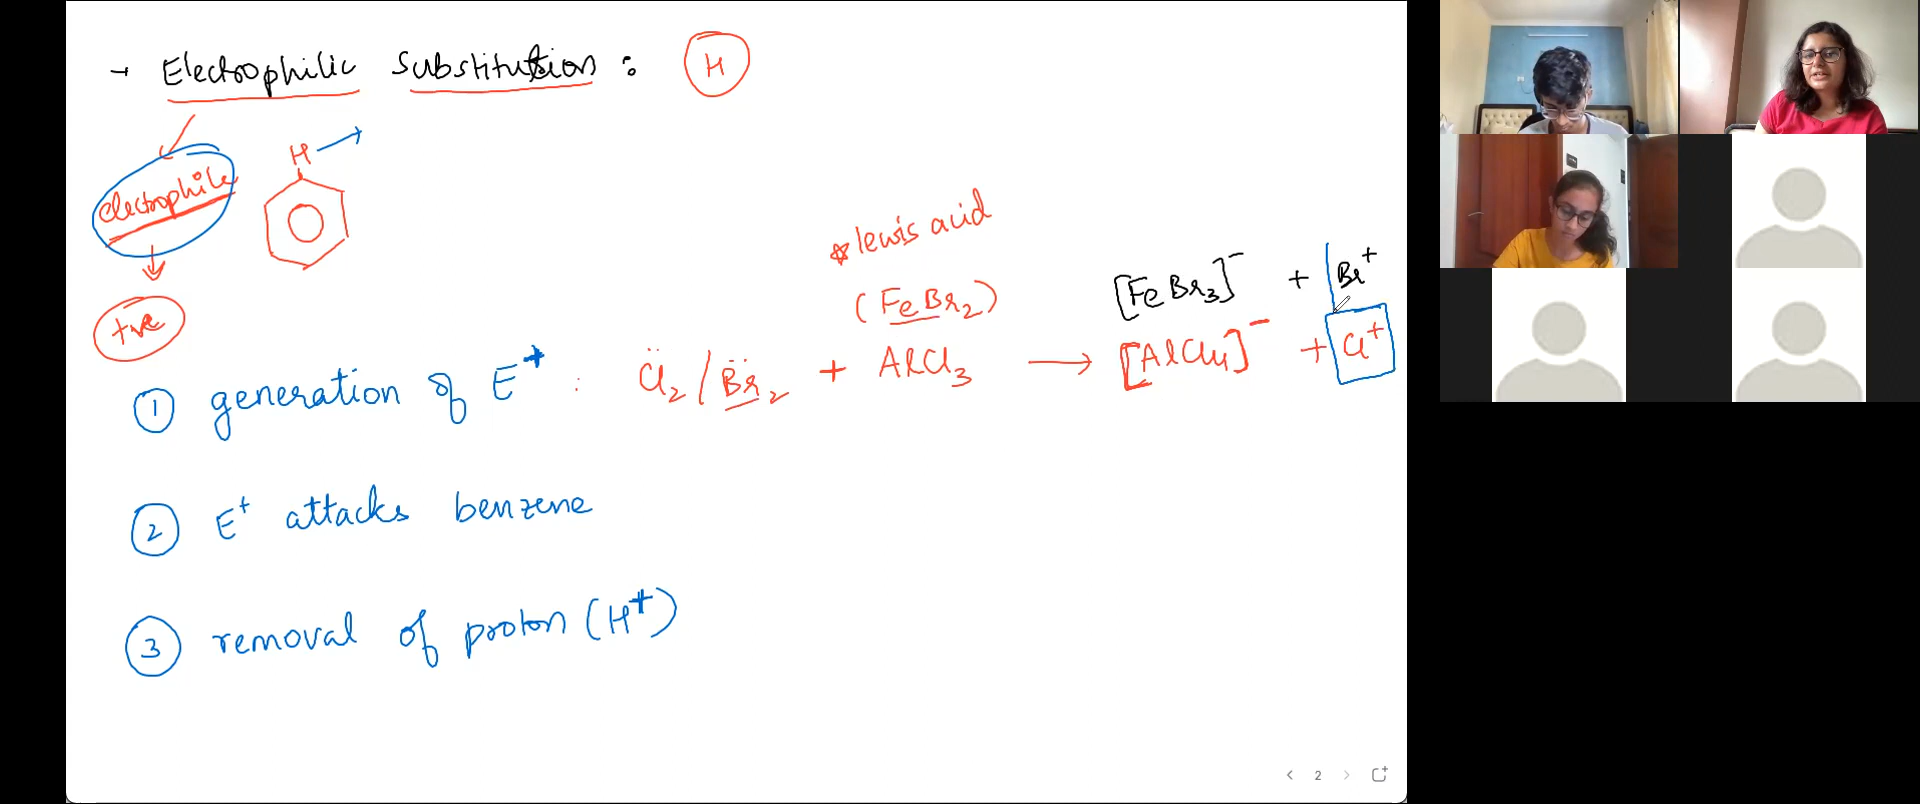 → Electrophilic Substitution : H
H →
electrophile
+ve
* lewis acid
(FeBr₂) [FeBr₃]⁻ + Br⁺
① generation of E⁺ : Cl₂ / Br₂ + AlCl₃ → [AlCl₄]⁻ + Cl⁺
② E⁺ attacks benzene
③ removal of proton (H⁺)
< 2 >